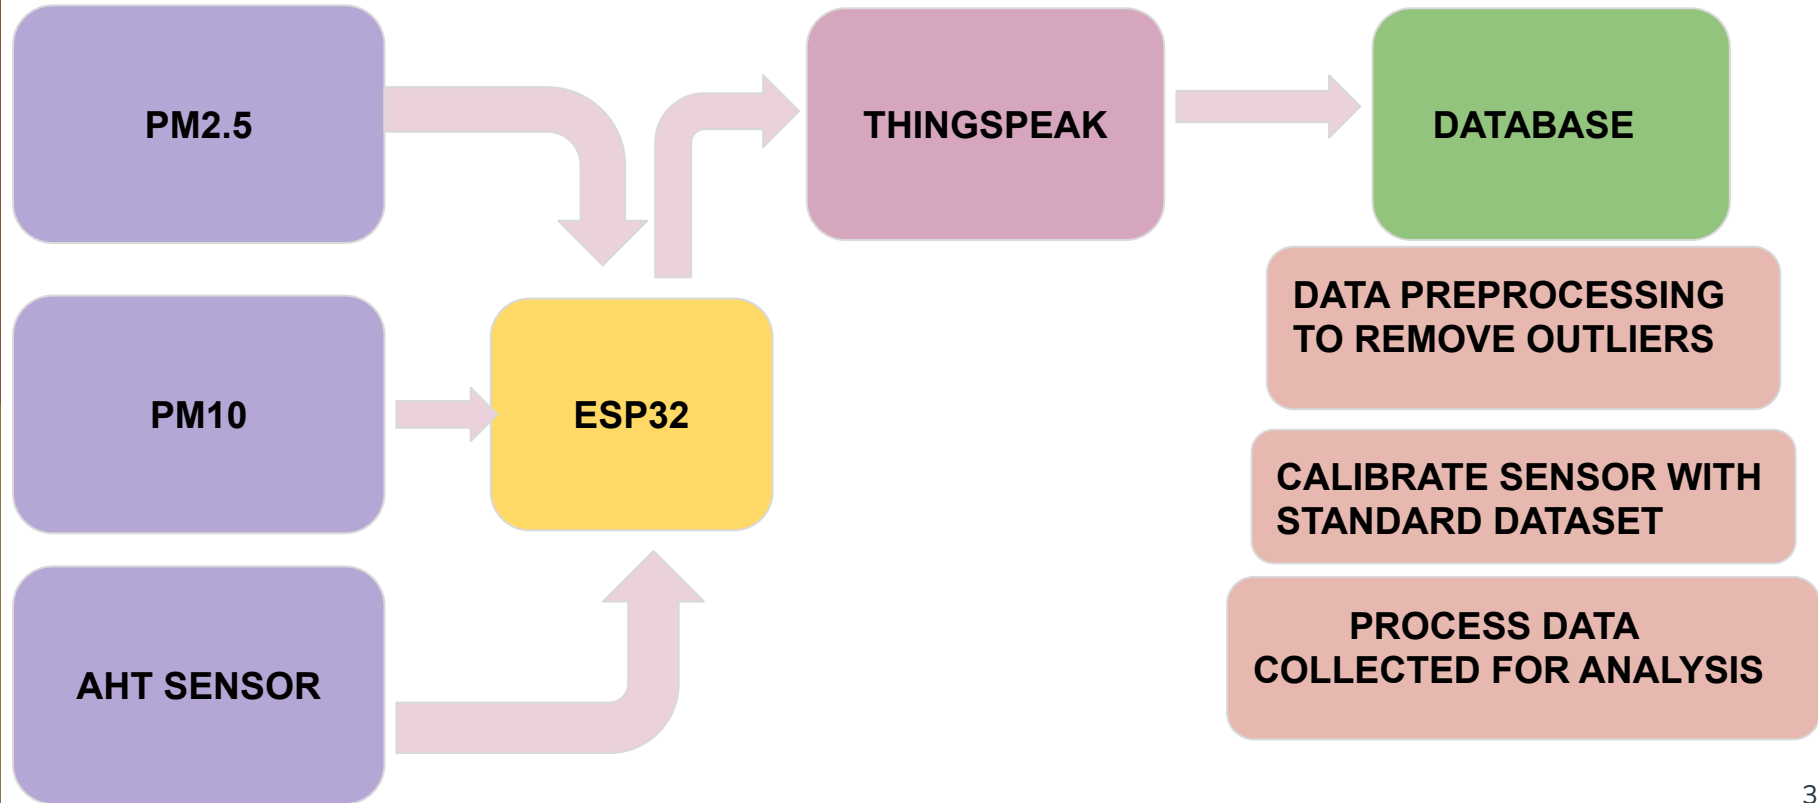 PM2.5
THINGSPEAK
DATABASE
DATA PREPROCESSING
TO REMOVE OUTLIERS
PM10
ESP32
CALIBRATE SENSOR WITH
STANDARD DATASET
AHT SENSOR
PROCESS DATA
COLLECTED FOR ANALYSIS
3